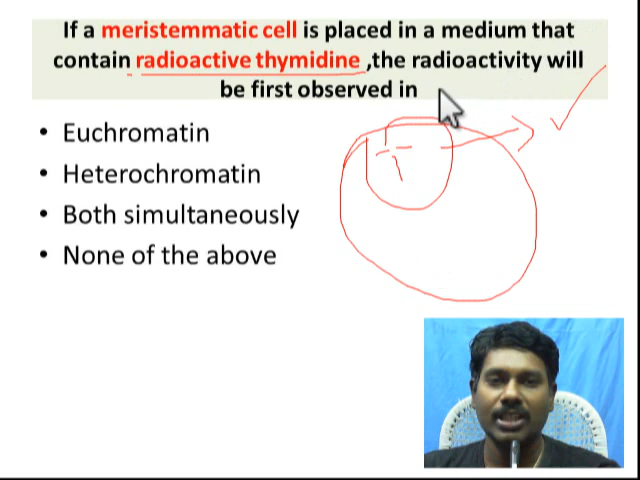 If a meristemmatic cell is placed in a medium that
contain radioactive thymidine ,the radioactivity will
be first observed in
• Euchromatin
• Heterochromatin
• Both simultaneously
• None of the above
T